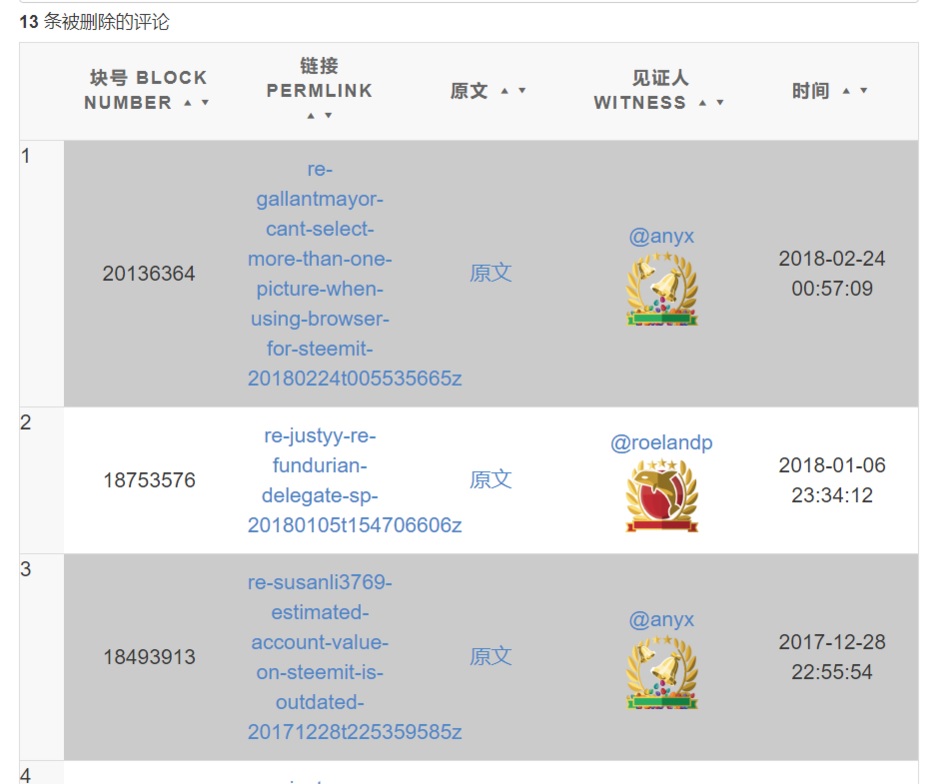 13 条被删除的评论
块号 BLOCK
NUMBER ▲ ▼
链接
PERMLINK
▲ ▼
原文 ▲ ▼
见证人
WITNESS ▲ ▼
时间 ▲ ▼
1
20136364
re-
gallantmayor-
cant-select-
more-than-one-
picture-when-
using-browser-
for-steemit-
20180224t005535665z
原文
@anyx
2018-02-24
00:57:09
2
18753576
re-justyy-re-
fundurian-
delegate-sp-
20180105t154706606z
原文
@roelandp
2018-01-06
23:34:12
3
18493913
re-susanli3769-
estimated-
account-value-
on-steemit-is-
outdated-
20171228t225359585z
原文
@anyx
2017-12-28
22:55:54
4